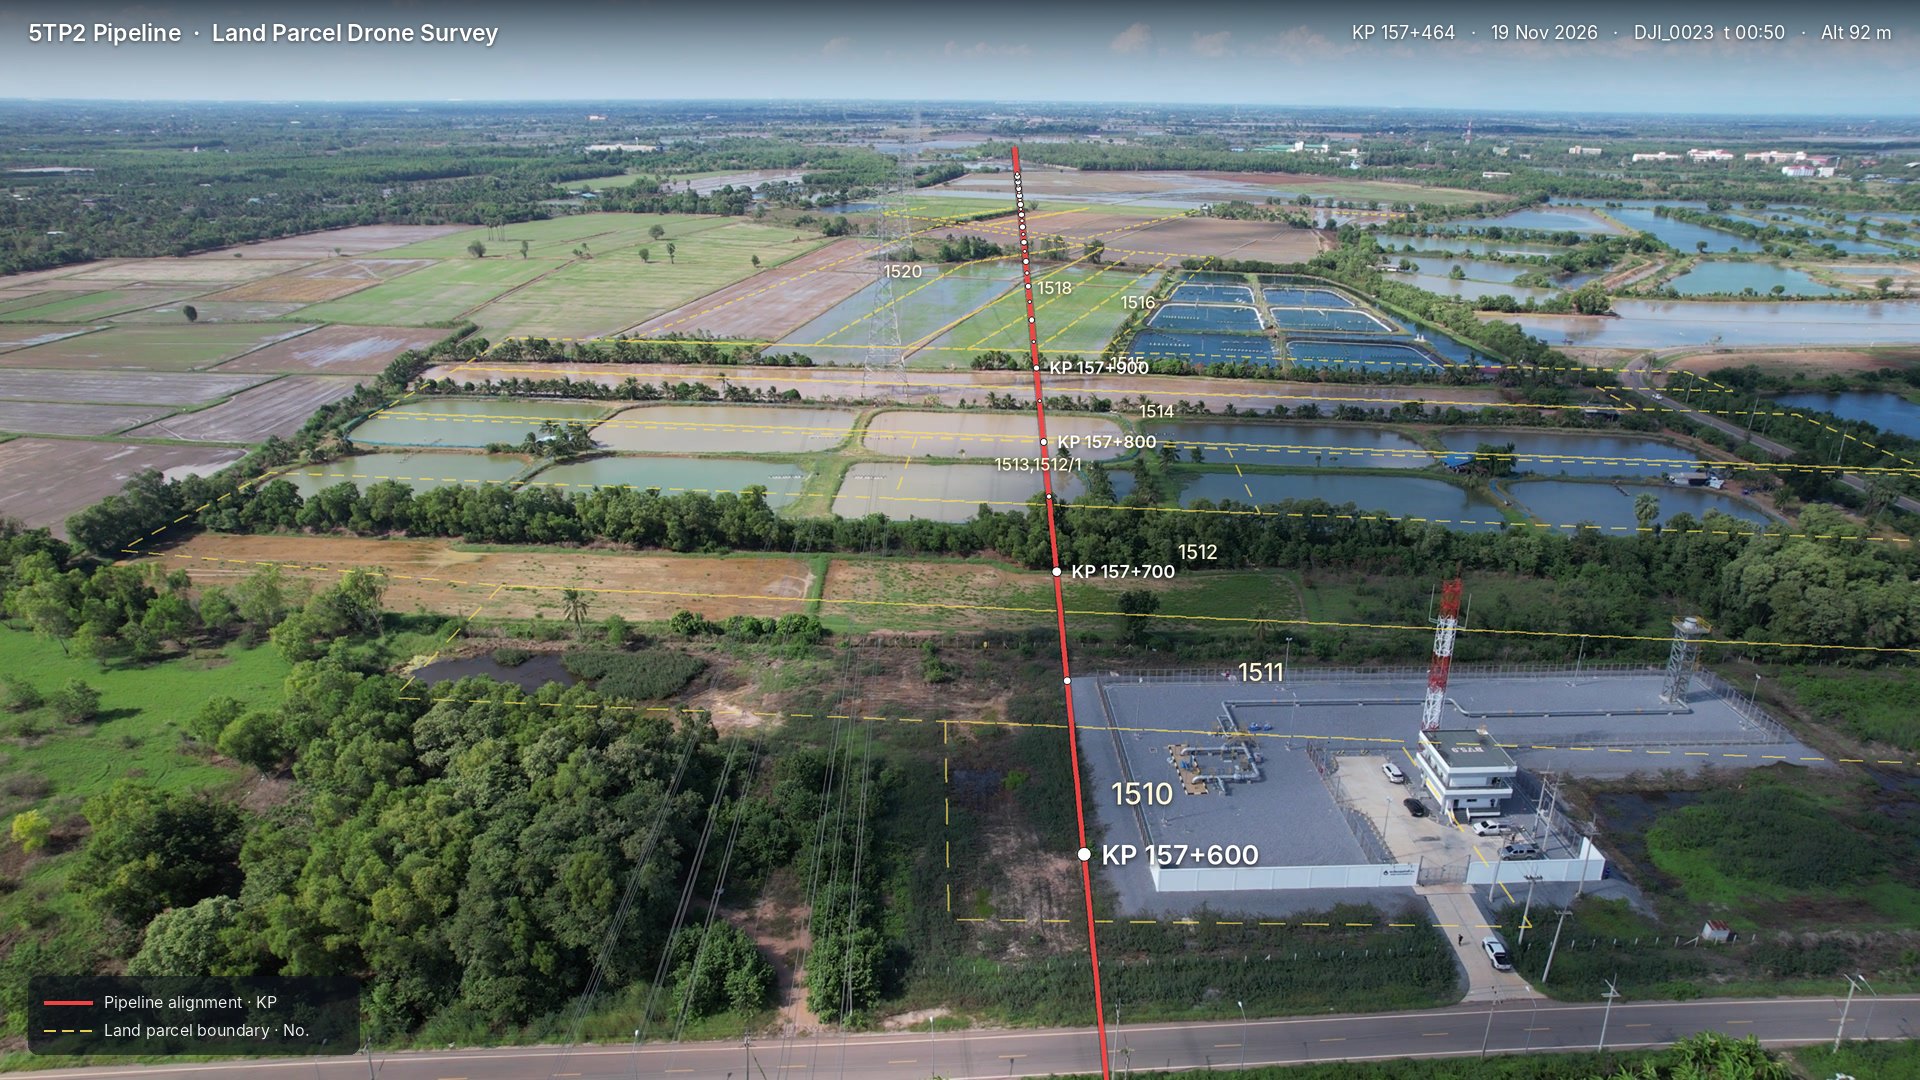 5TP2 Pipeline · Land Parcel Drone Survey
KP 157+464 · 19 Nov 2026 · DJI_0023 t 00:50 · Alt 92 m
1520
1518
1516
1515
KP 157+900
1514
KP 157+800
1513,1512/1
1512
KP 157+700
1511
1510
KP 157+600
Pipeline alignment · KP
Land parcel boundary · No.